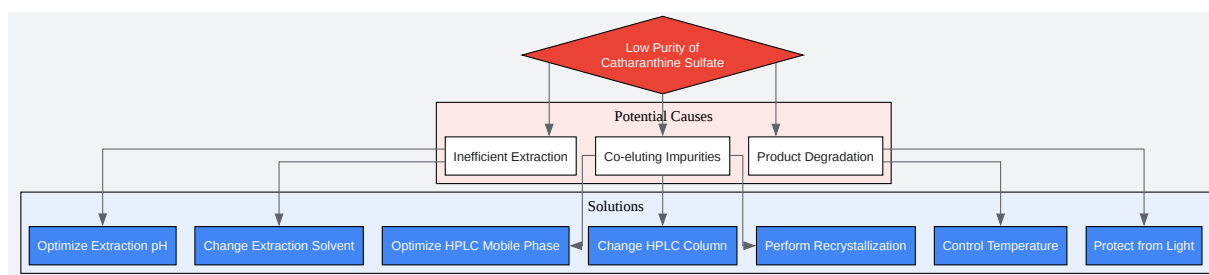 Low Purity of
Catharanthine Sulfate
Potential Causes
Inefficient Extraction
Co-eluting Impurities
Product Degradation
Solutions
Optimize Extraction pH
Change Extraction Solvent
Optimize HPLC Mobile Phase
Change HPLC Column
Perform Recrystallization
Control Temperature
Protect from Light